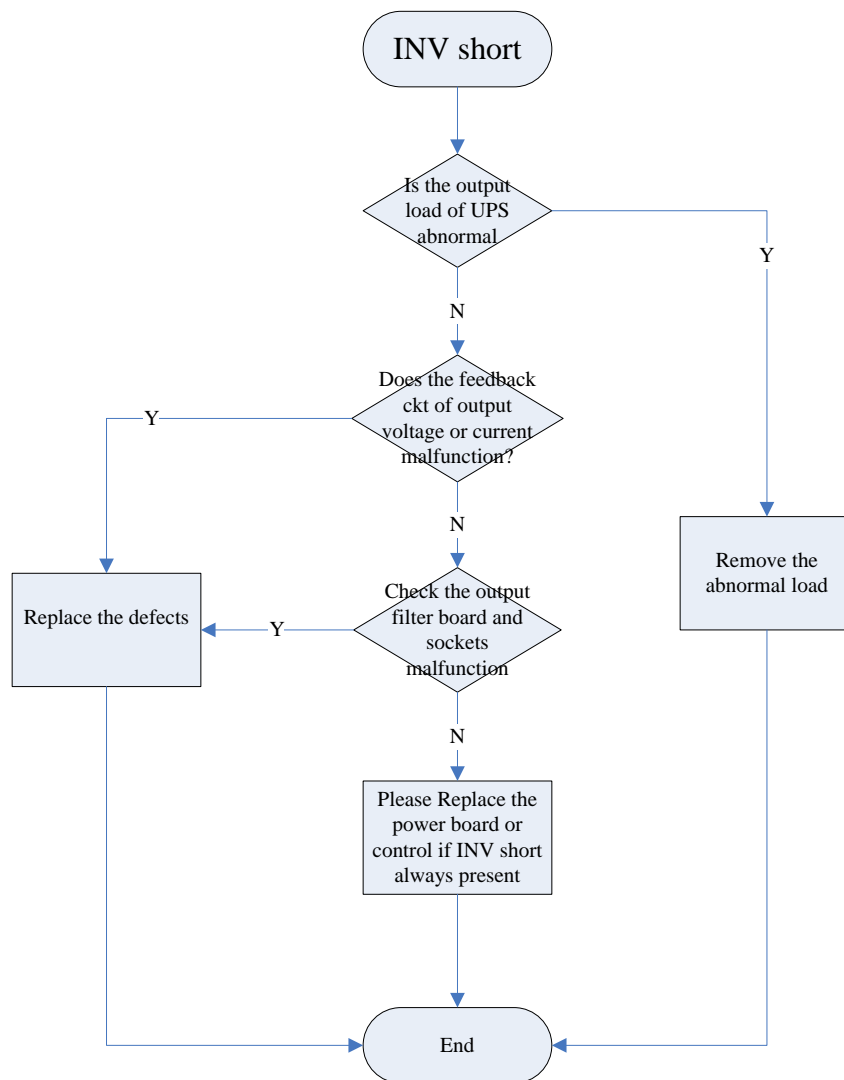 INV short
Is the output
load of UPS
abnormal
Y
N
Does the feedback
ckt of output
voltage or current
malfunction?
Y
N
Remove the
abnormal load
Replace the defects
Y
Check the output
filter board and
sockets
malfunction
N
Please Replace the
power board or
control if INV short
always present
End